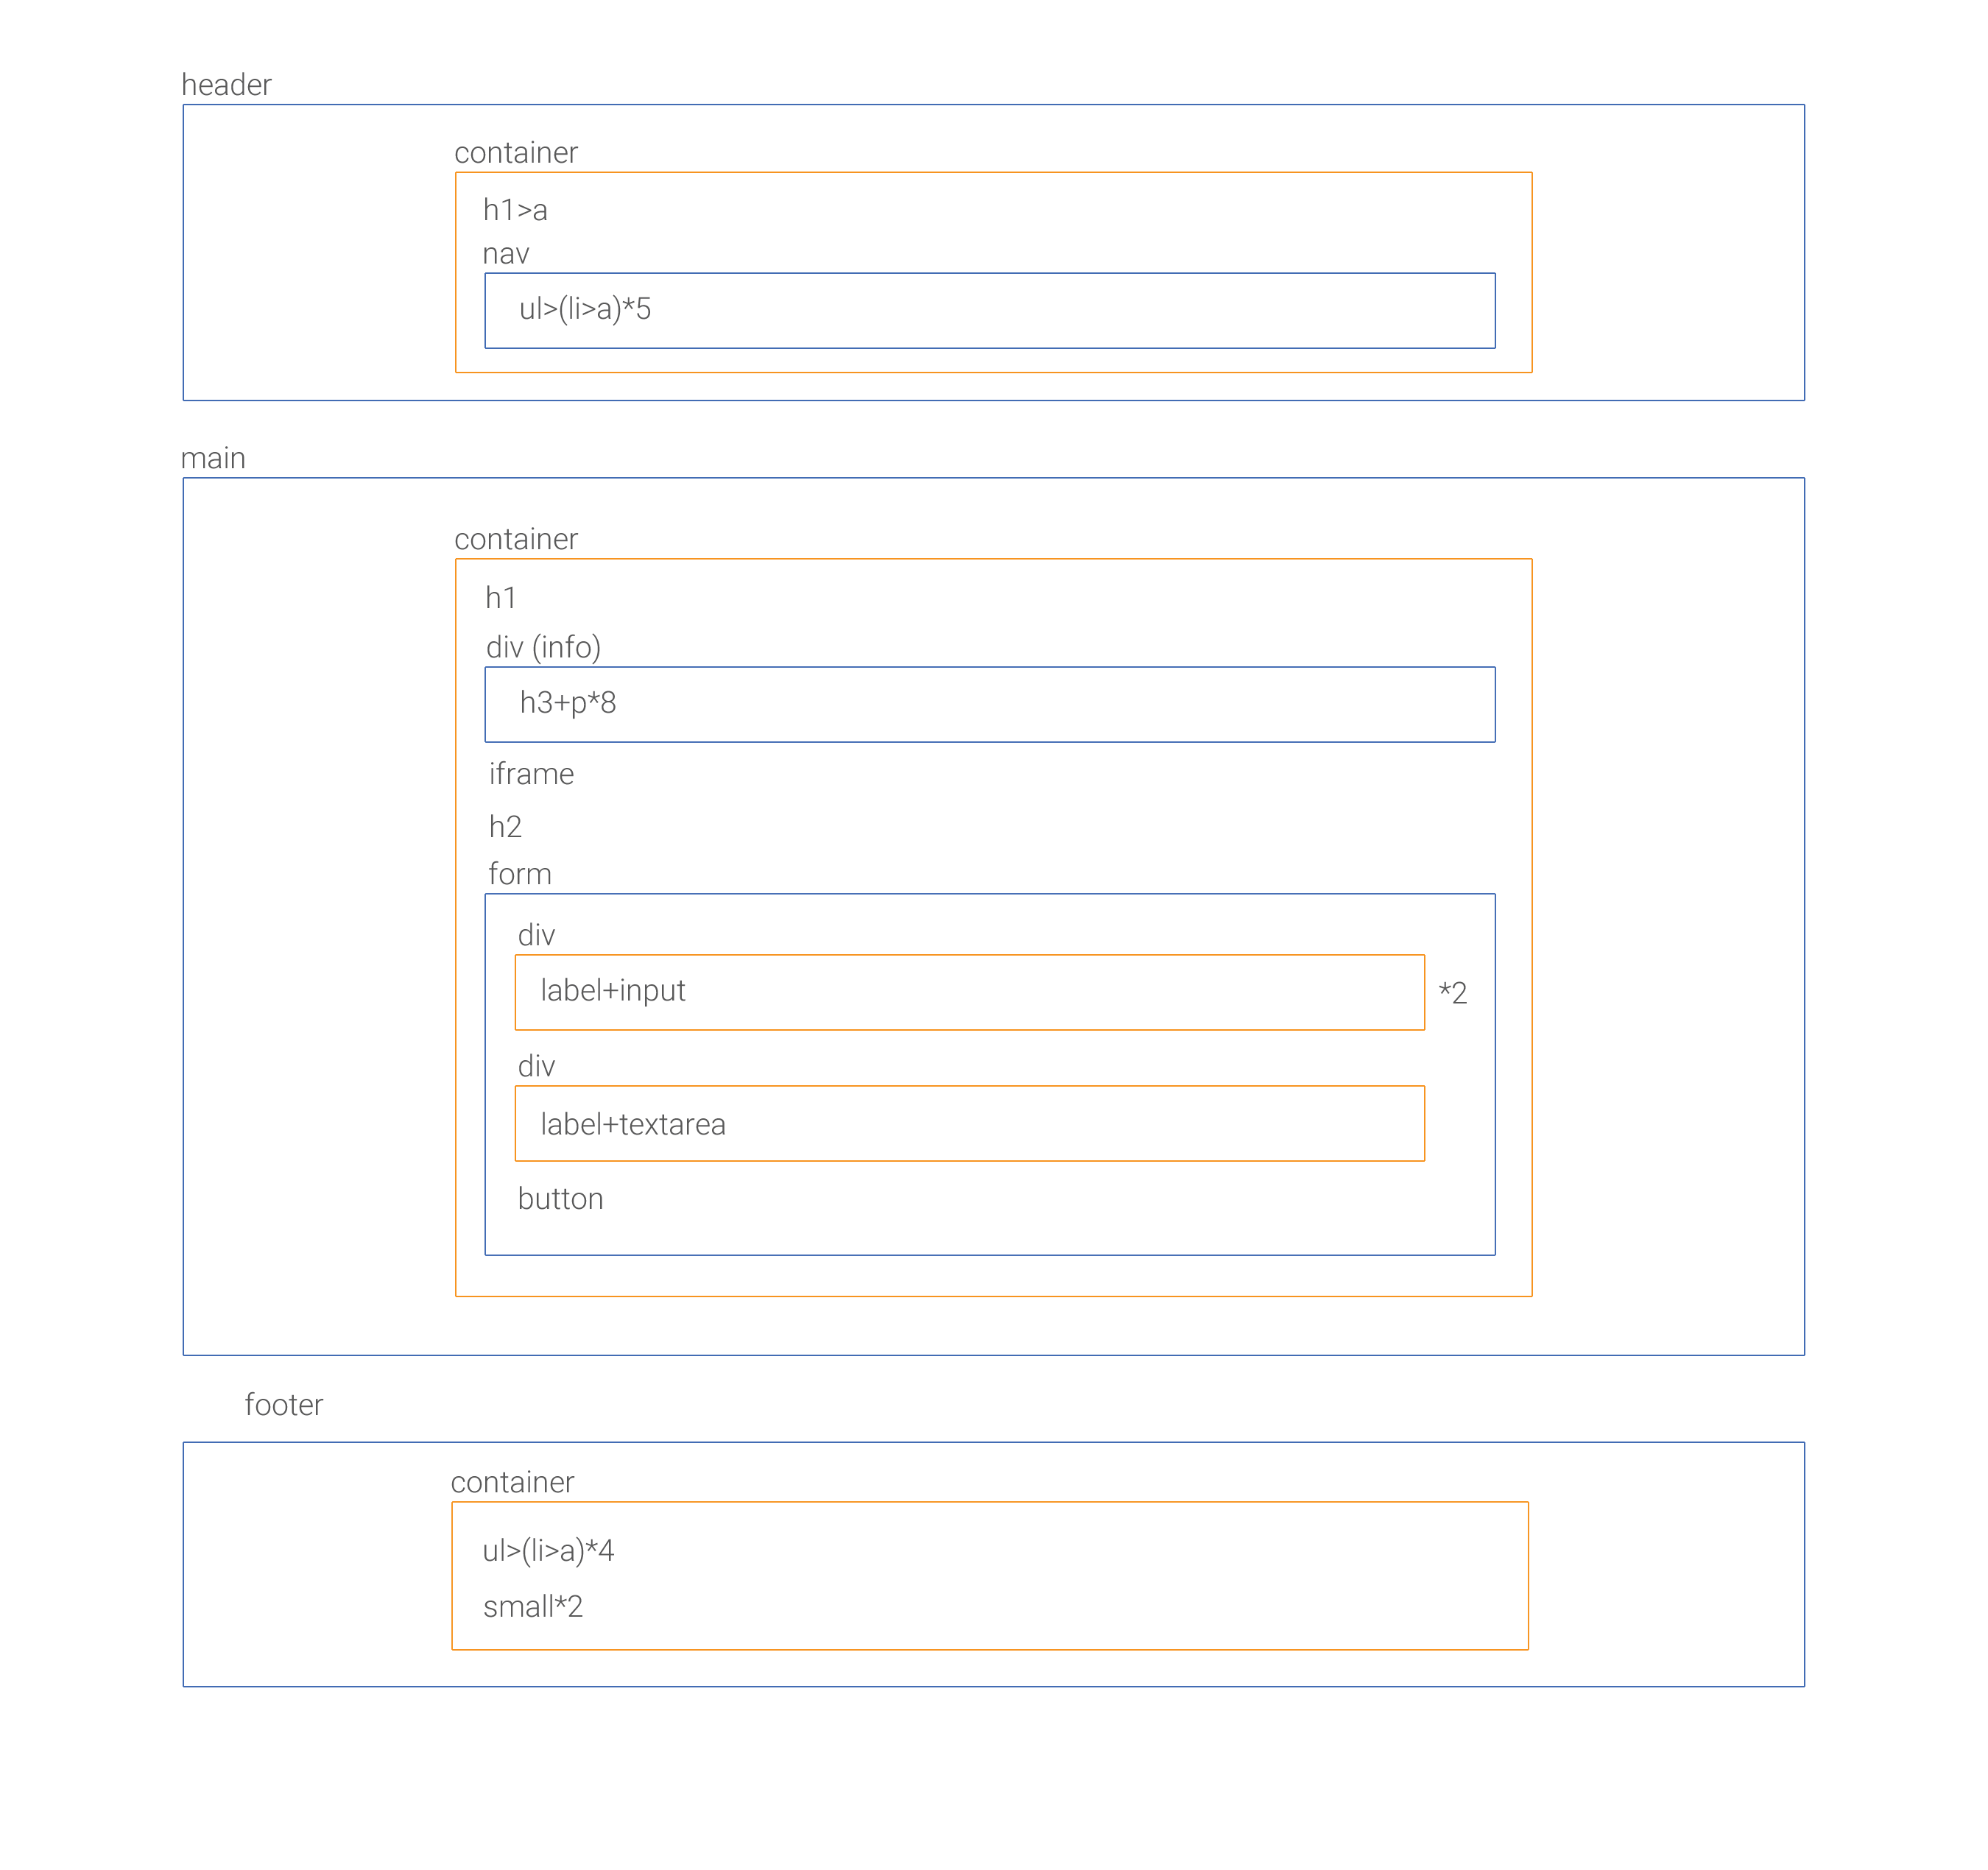 header
container
h1>a
nav
ul>(li>a)*5
main
container
h1
div (info)
h3+p*8
iframe
h2
form
div
label+input
*2
div
label+textarea
button
footer
container
ul>(li>a)*4
small*2